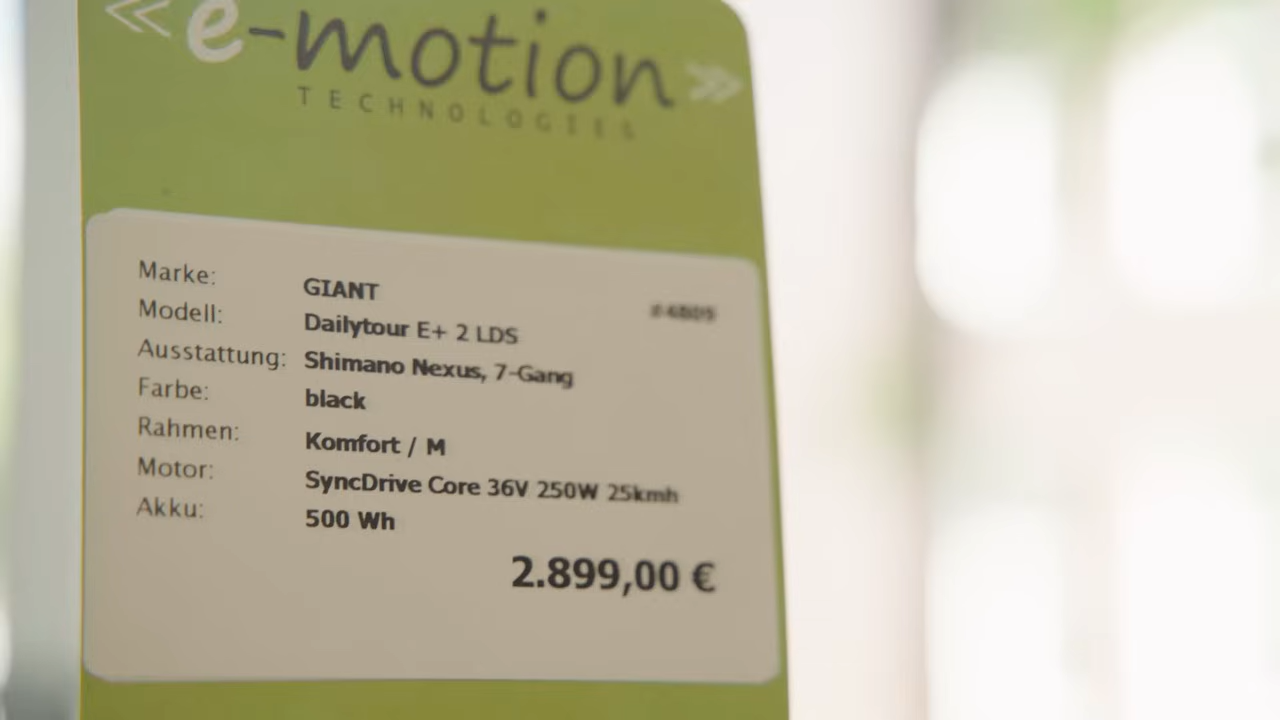 e-motion
TECHNOLOGIES
#4809
Marke: GIANT
Modell: Dailytour E+ 2 LDS
Ausstattung: Shimano Nexus, 7-Gang
Farbe: black
Rahmen: Komfort / M
Motor: SyncDrive Core 36V 250W 25kmh
Akku: 500 Wh
2.899,00 €